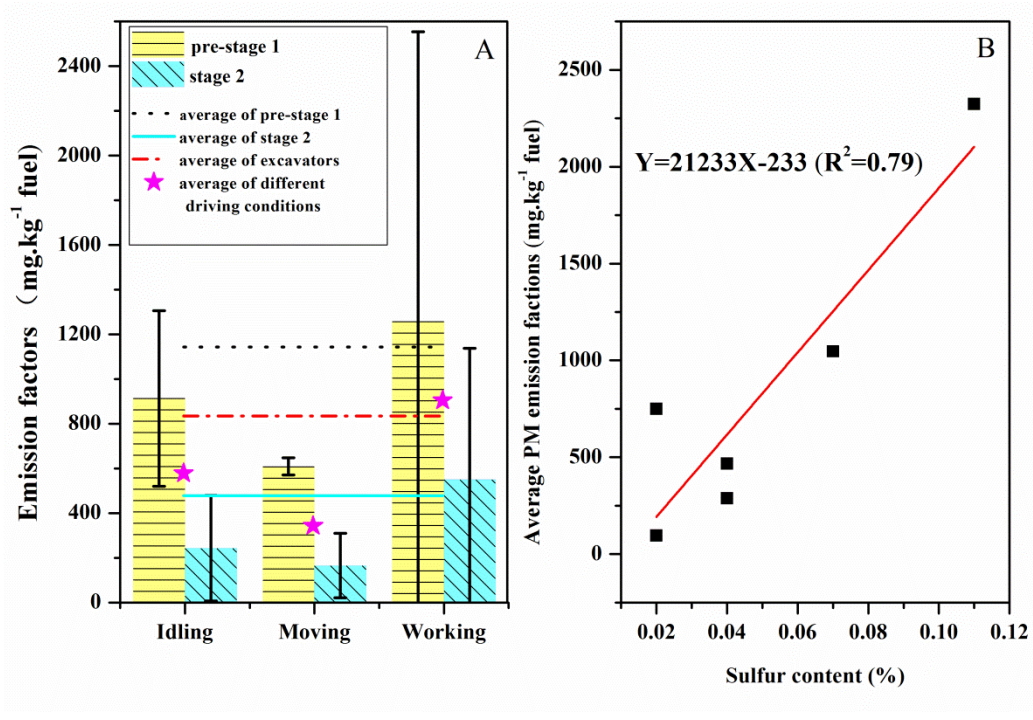 A
pre-stage 1
stage 2
average of pre-stage 1
average of stage 2
average of excavators
average of different
driving conditions
Emission factors （mg.kg⁻¹ fuel)
2400
2000
1600
1200
800
400
0
Idling Moving Working
B
Y=21233X-233 (R²=0.79)
Average PM emission factions (mg.kg⁻¹ fuel)
2500
2000
1500
1000
500
0
0.02 0.04 0.06 0.08 0.10 0.12
Sulfur content (%)